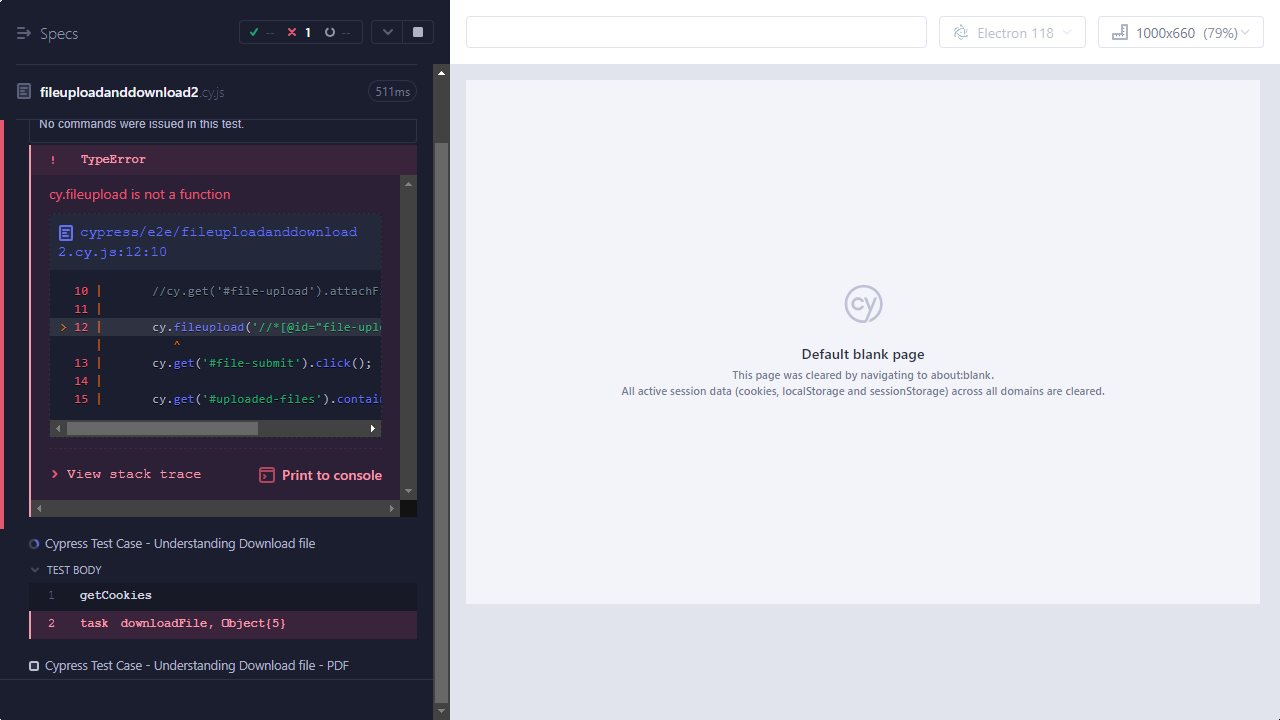 Specs
-- 1 --
fileuploadanddownload2.cy.js 511ms
No commands were issued in this test.
! TypeError
cy.fileupload is not a function
cypress/e2e/fileuploadanddownload
2.cy.js:12:10
10 | //cy.get('#file-upload').attachF
11 |
> 12 | cy.fileupload('//*[@id="file-uplo
| ^
13 | cy.get('#file-submit').click();
14 |
15 | cy.get('#uploaded-files').contain
> View stack trace
Print to console
Cypress Test Case - Understanding Download file
TEST BODY
1 getCookies
2 task downloadFile, Object{5}
Cypress Test Case - Understanding Download file - PDF
Electron 118
1000x660 (79%)
cy
Default blank page
This page was cleared by navigating to about:blank.
All active session data (cookies, localStorage and sessionStorage) across all domains are cleared.